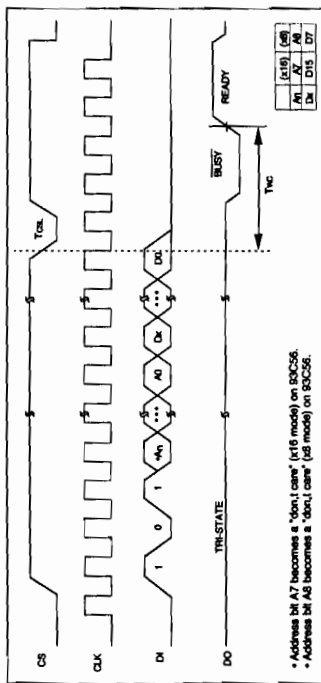 CS
TCSL
CLK
DI
1 0 1 *An ••• A0 Dx ••• D0
DO
TRI-STATE
BUSY
READY
TWC
(x16) (x8)
An A7 A8
Dx D15 D7
* Address bit A7 becomes a "don,t care" (x16 mode) on 93C56.
* Address bit A8 becomes a "don,t care" (x8 mode) on 93C56.